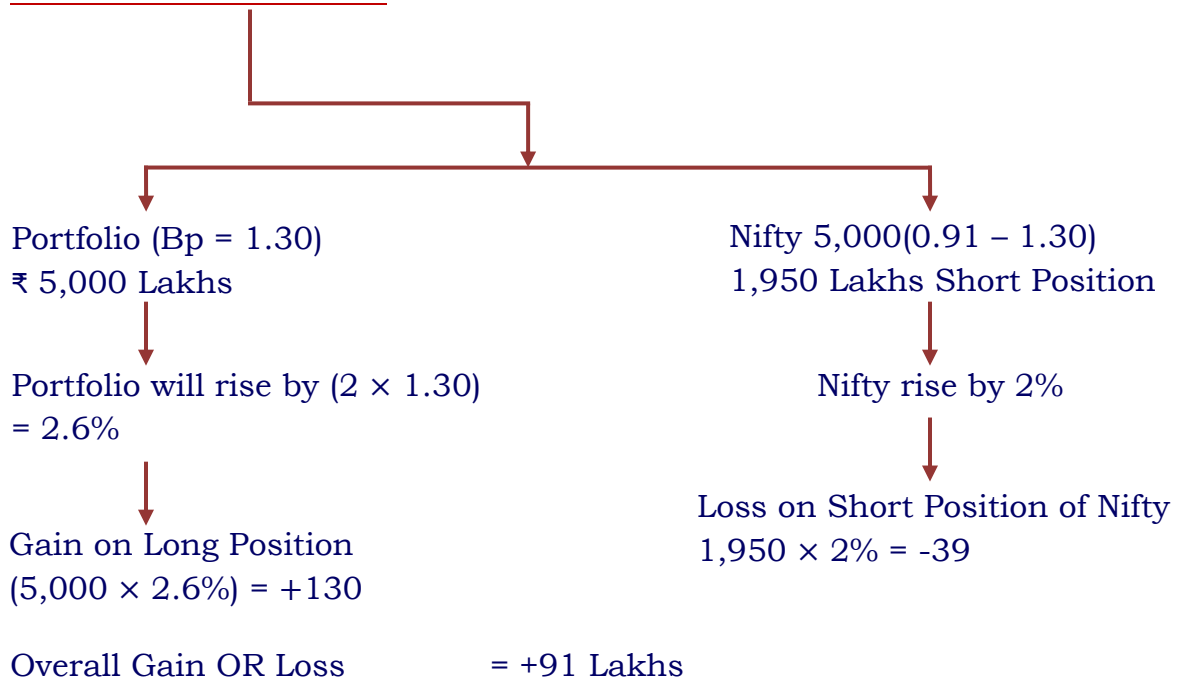 Portfolio (Bp = 1.30)
₹ 5,000 Lakhs
Nifty 5,000(0.91 – 1.30)
1,950 Lakhs Short Position
Portfolio will rise by (2 × 1.30)
= 2.6%
Nifty rise by 2%
Gain on Long Position
(5,000 × 2.6%) = +130
Loss on Short Position of Nifty
1,950 × 2% = -39
Overall Gain OR Loss = +91 Lakhs